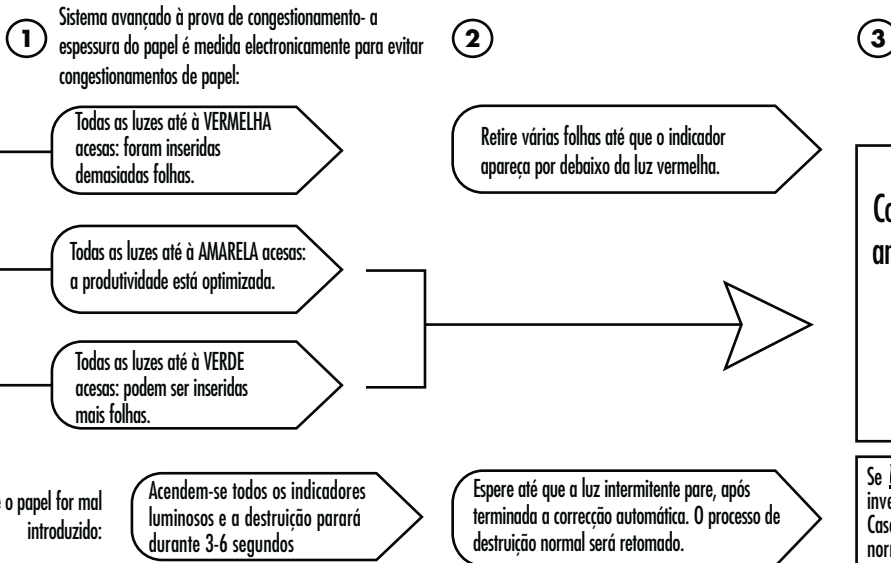 1
Sistema avançado à prova de congestionamento- a
espessura do papel é medida electronicamente para evitar
congestionamentos de papel:
2
3
Todas as luzes até à VERMELHA
acesas: foram inseridas
demasiadas folhas.
Retire várias folhas até que o indicador
apareça por debaixo da luz vermelha.
Todas as luzes até à AMARELA acesas:
a produtividade está optimizada.
Todas as luzes até à VERDE
acesas: podem ser inseridas
mais folhas.
o papel for mal
introduzido:
Acendem-se todos os indicadores
luminosos e a destruição parará
durante 3-6 segundos
Espere até que a luz intermitente pare, após
terminada a correcção automática. O processo de
destruição normal será retomado.
Se